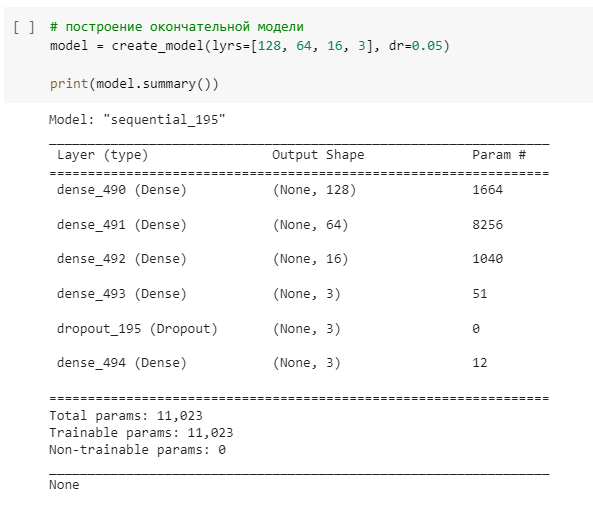 [ ] # построение окончательной модели
model = create_model(lyrs=[128, 64, 16, 3], dr=0.05)
print(model.summary())
Model: "sequential_195"
_________________________________________________________________
Layer (type) Output Shape Param #
=================================================================
dense_490 (Dense) (None, 128) 1664
dense_491 (Dense) (None, 64) 8256
dense_492 (Dense) (None, 16) 1040
dense_493 (Dense) (None, 3) 51
dropout_195 (Dropout) (None, 3) 0
dense_494 (Dense) (None, 3) 12
=================================================================
Total params: 11,023
Trainable params: 11,023
Non-trainable params: 0
_________________________________________________________________
None